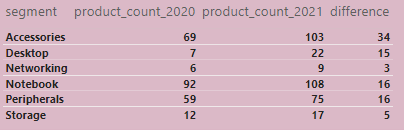 segment product_count_2020 product_count_2021 difference
Accessories 69 103 34
Desktop 7 22 15
Networking 6 9 3
Notebook 92 108 16
Peripherals 59 75 16
Storage 12 17 5